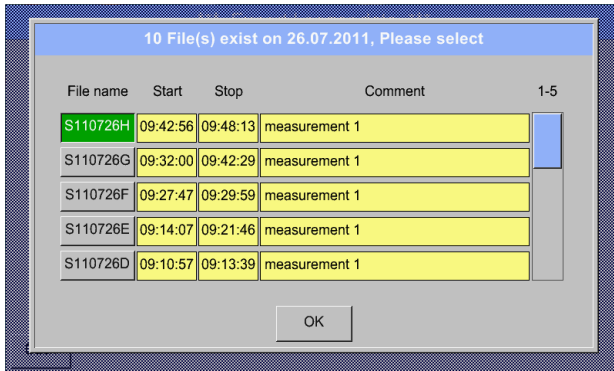 10 File(s) exist on 26.07.2011, Please select
File name Start Stop Comment 1-5
S110726H 09:42:56 09:48:13 measurement 1
S110726G 09:32:00 09:42:29 measurement 1
S110726F 09:27:47 09:29:59 measurement 1
S110726E 09:14:07 09:21:46 measurement 1
S110726D 09:10:57 09:13:39 measurement 1
OK